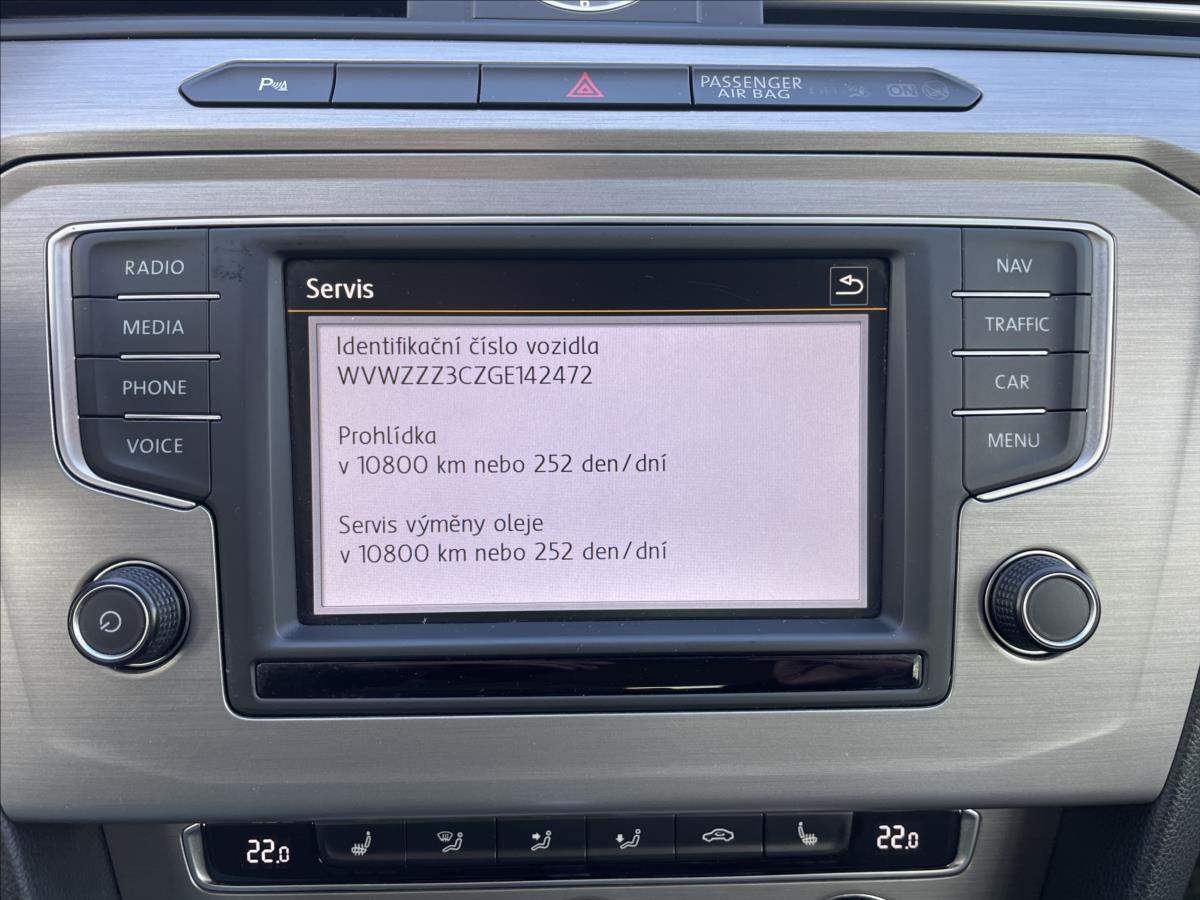 P
PASSENGER
AIR BAG
ON
RADIO
MEDIA
PHONE
VOICE
Servis
Identifikační číslo vozidla
WVWZZZ3CZGE142472
Prohlídka
v 10800 km nebo 252 den/dní
Servis výměny oleje
v 10800 km nebo 252 den/dní
NAV
TRAFFIC
CAR
MENU
22.0
22.0